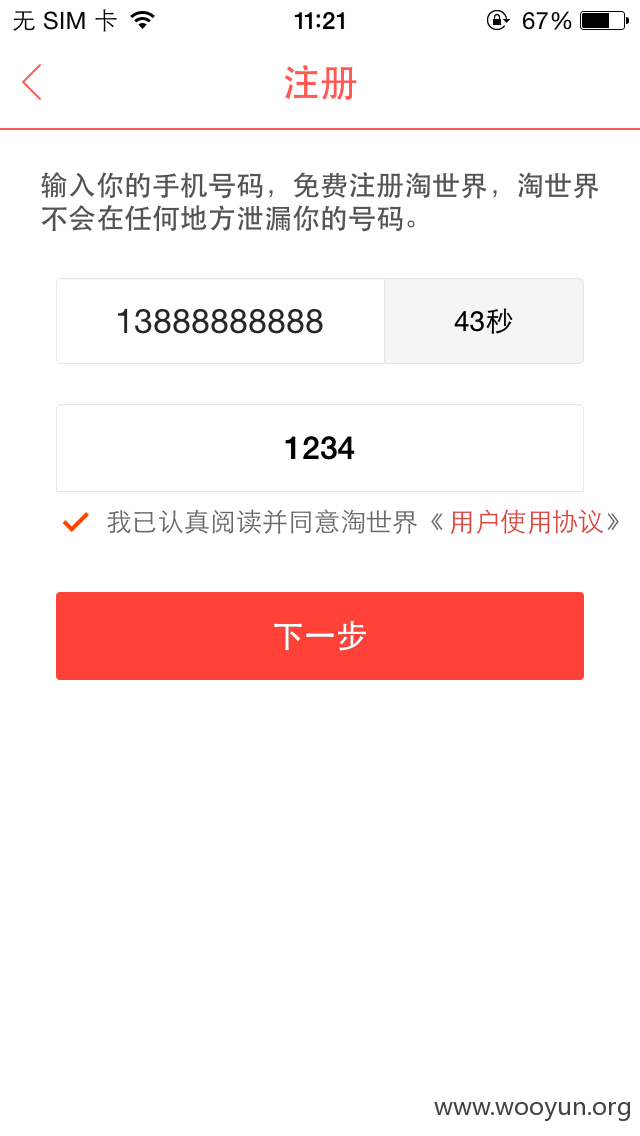 无 SIM 卡 11:21 67%
注册
输入你的手机号码，免费注册淘世界，淘世界
不会在任何地方泄漏你的号码。
13888888888 43秒
1234
我已认真阅读并同意淘世界《用户使用协议》
下一步
www.wooyun.org